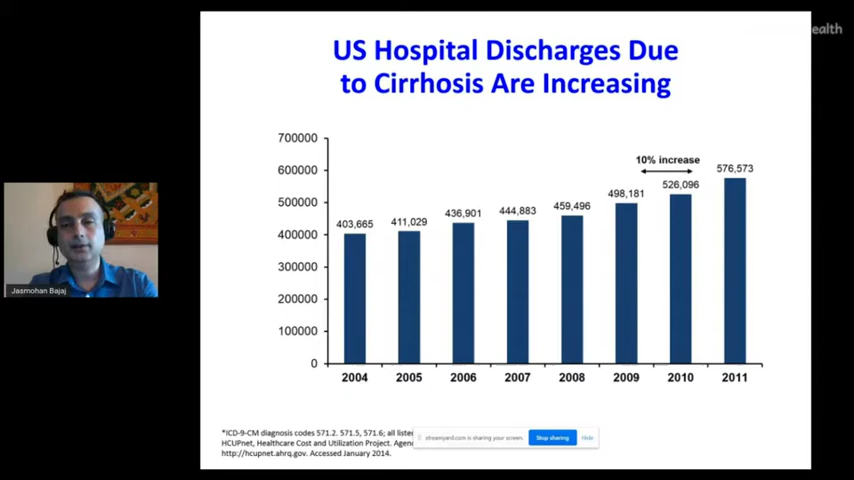 ealth
US Hospital Discharges Due
to Cirrhosis Are Increasing
700000
600000
500000
400000
300000
200000
100000
0
10% increase
403,665
411,029
436,901
444,883
459,496
498,181
526,096
576,573
2004 2005 2006 2007 2008 2009 2010 2011
Jasmohan Bajaj
*ICD-9-CM diagnosis codes 571.2. 571.5, 571.6; all liste
HCUPnet, Healthcare Cost and Utilization Project. Agen
http://hcupnet.ahrq.gov. Accessed January 2014.
streamyard.com is sharing your screen. Stop sharing Hide